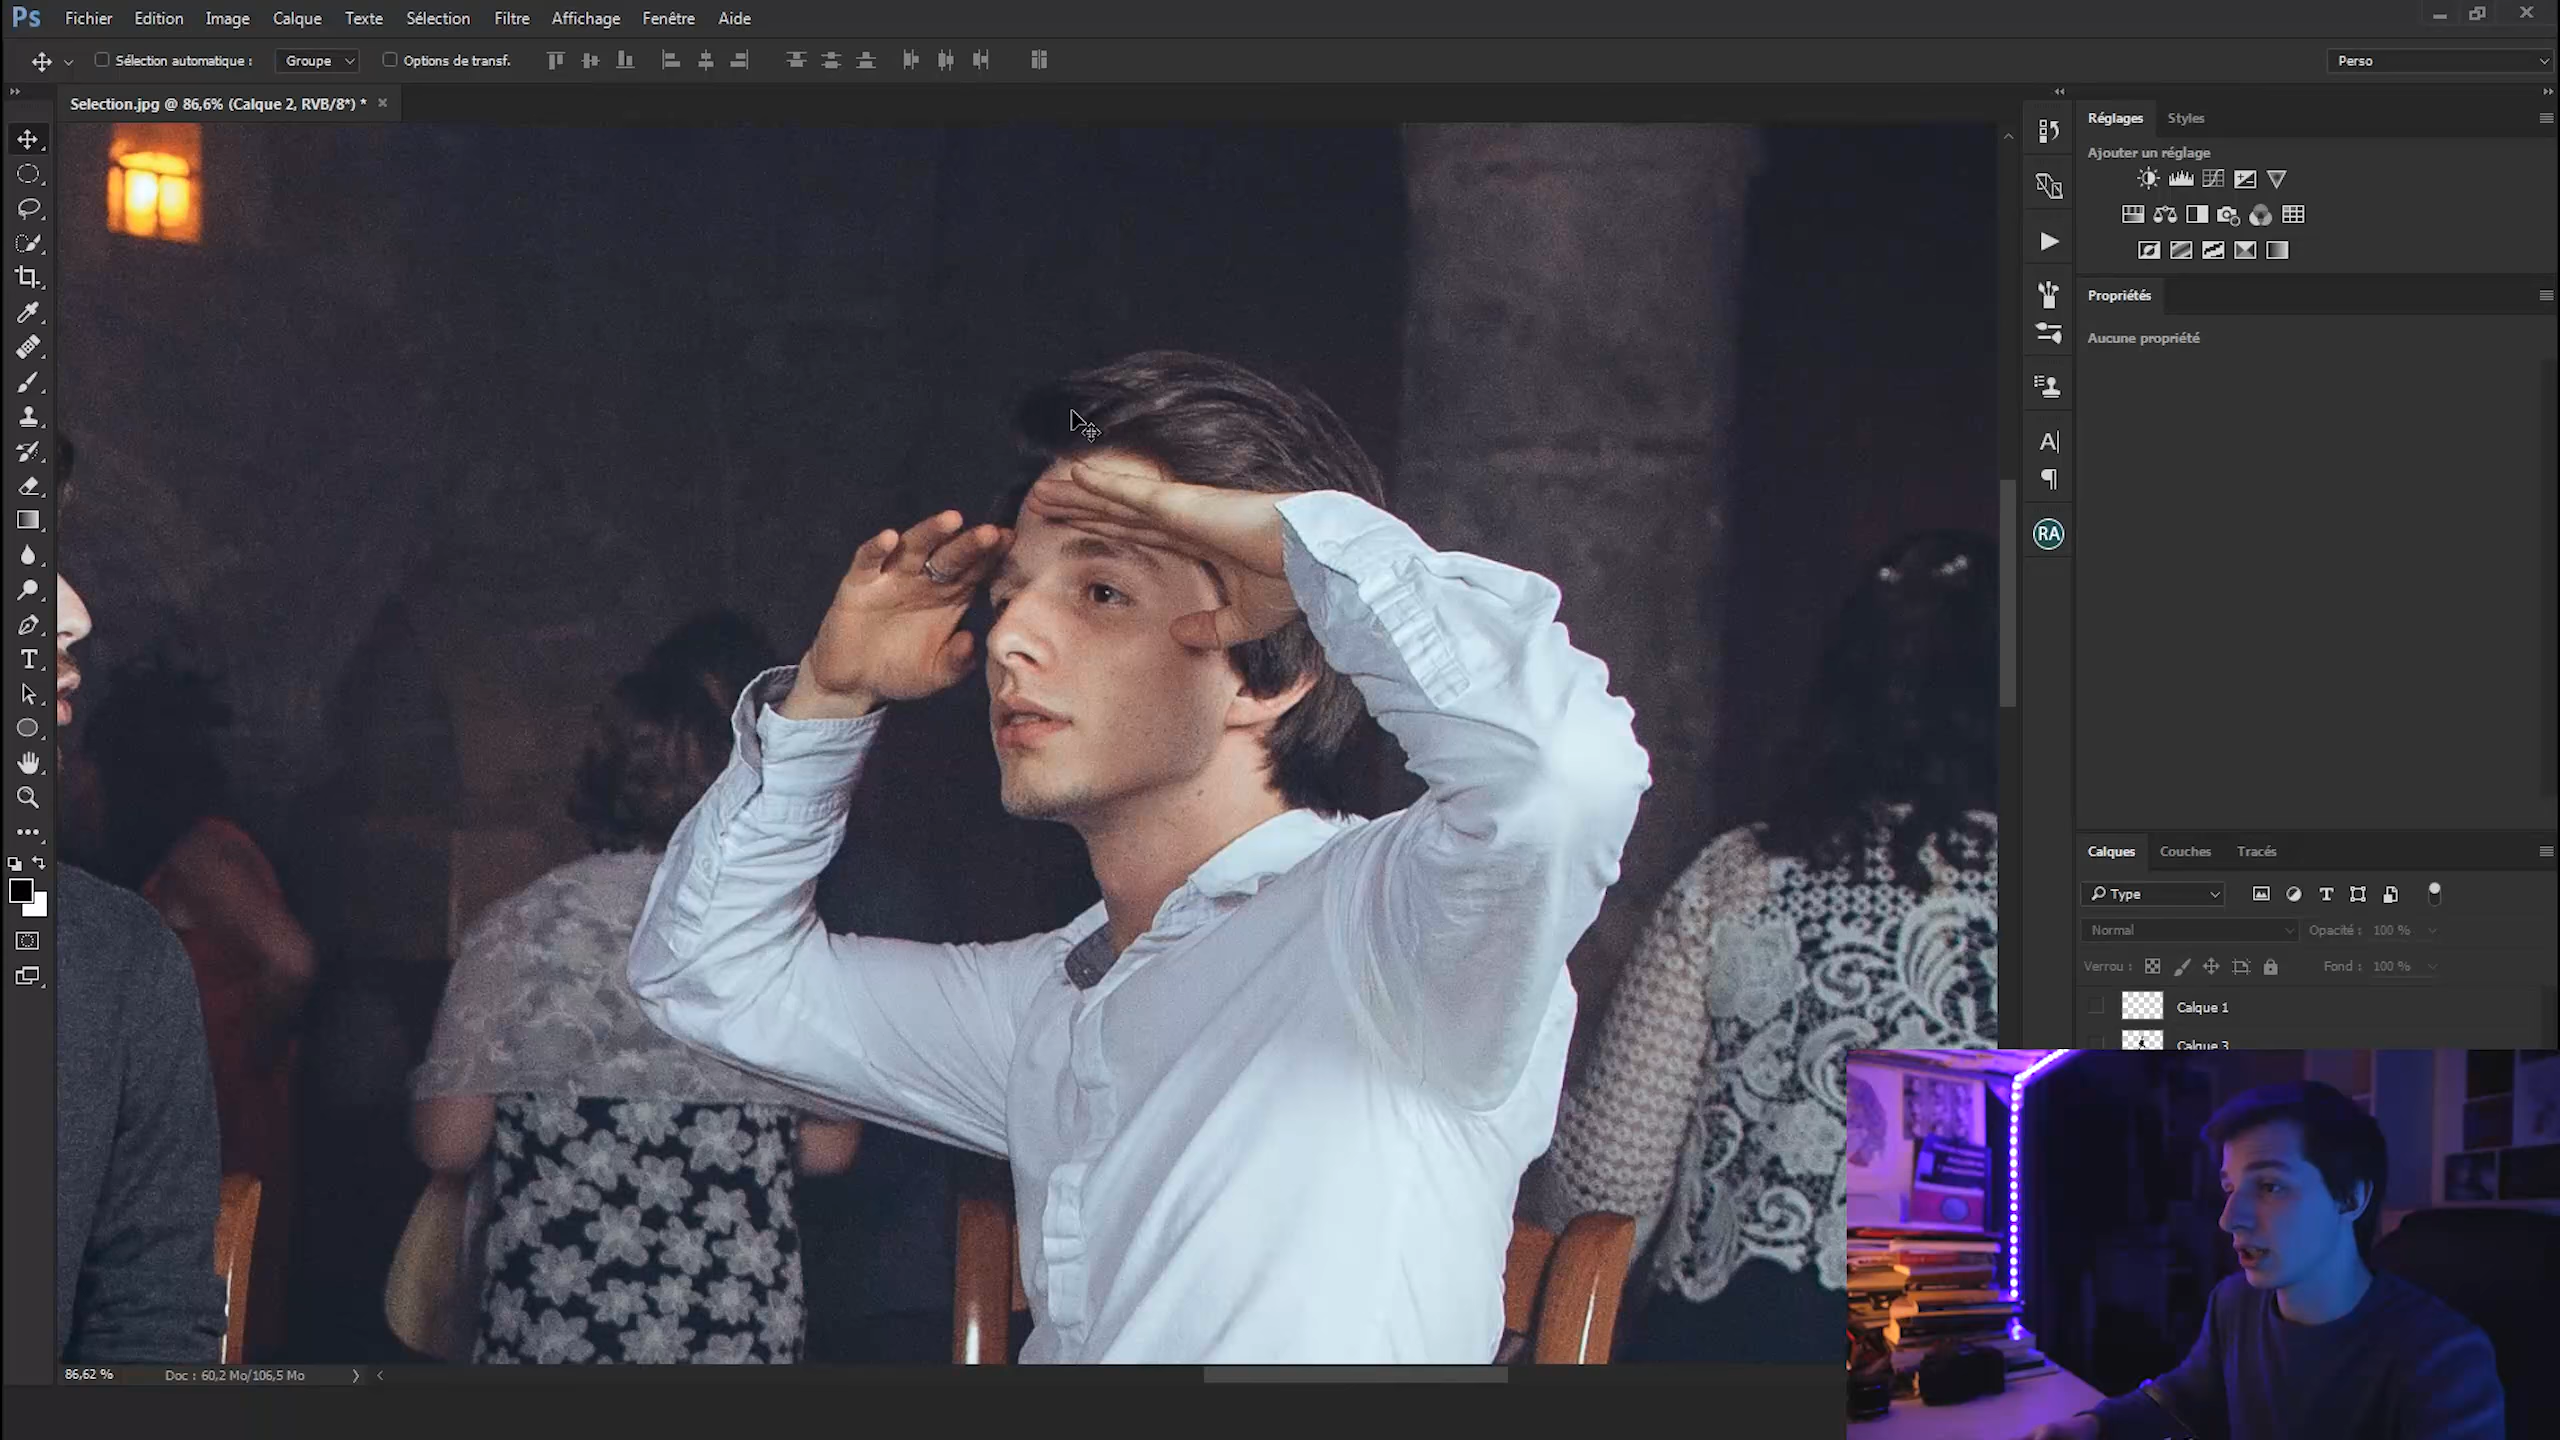 Ps Fichier Edition Image Calque Texte Sélection Filtre Affichage Fenêtre Aide
Sélection automatique : Groupe Options de transf. Perso
Selection.jpg @ 86,6% (Calque 2, RVB/8*) *
Réglages Styles
Ajouter un réglage
Propriétés
Aucune propriété
A
RA
T
Calques Couches Tracés
Type
Normal Opacité : 100 %
Verrou : Fond : 100 %
Calque 1
Calque 3
86,62 % Doc : 60,2 Mo/106,5 Mo